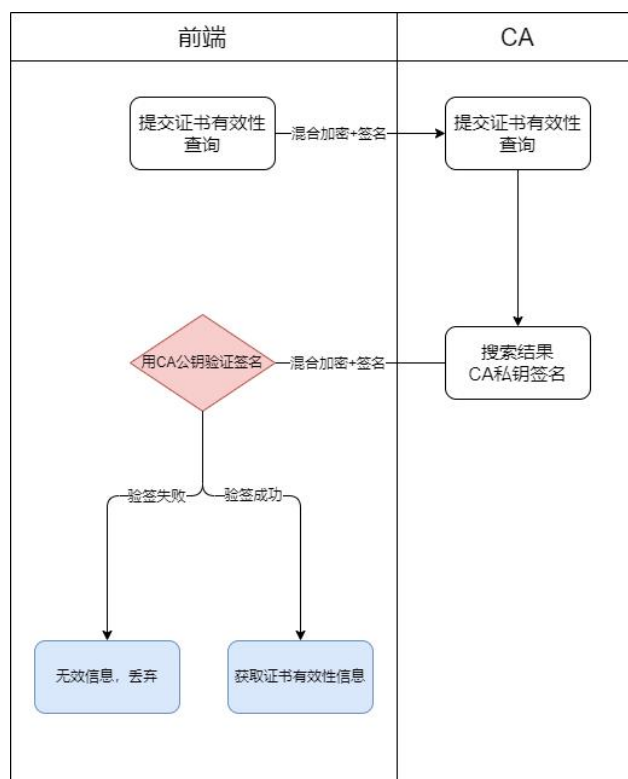 前端
CA
提交证书有效性
查询
混合加密+签名
提交证书有效性
查询
用CA公钥验证签名
混合加密+签名
搜索结果
CA私钥签名
验签失败
验签成功
无效信息，丢弃
获取证书有效性信息